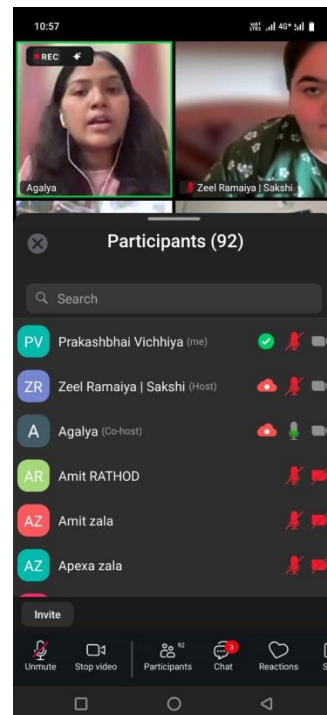 10:57
4G+
REC
Agalya
Zeel Ramaiya | Sakshi
Participants (92)
Search
PV Prakashbhai Vichhiya (me)
ZR Zeel Ramaiya | Sakshi (Host)
A Agalya (Co-host)
AR Amit RATHOD
AZ Amit zala
AZ Apexa zala
Invite
92
3
Unmute Stop video Participants Chat Reactions